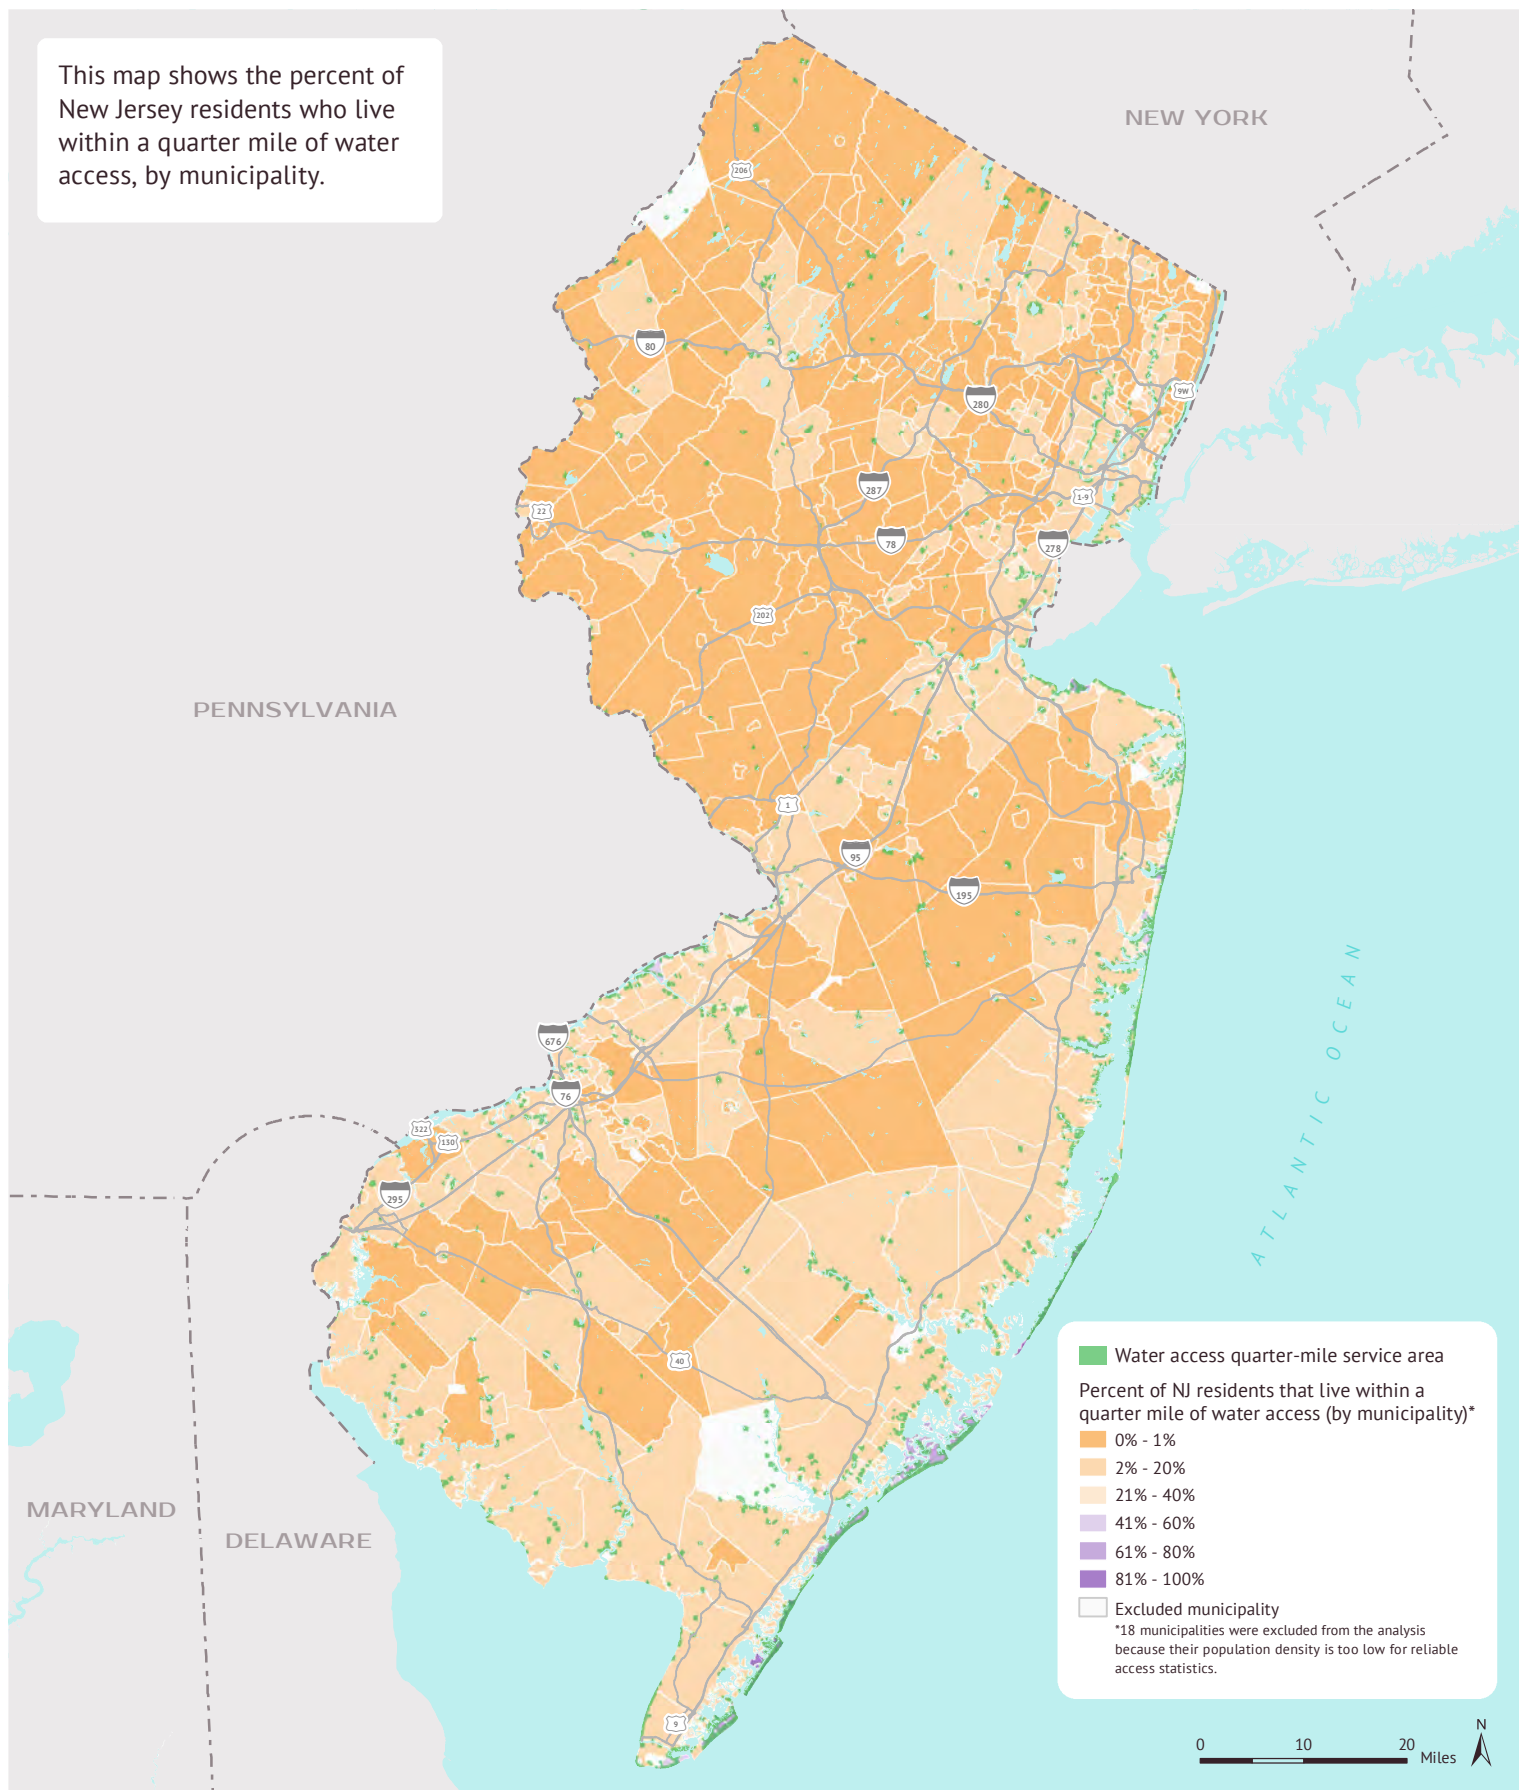 This map shows the percent of
New Jersey residents who live
within a quarter mile of water
access, by municipality.
NEW YORK
206
80
280
9W
287
1-9
22
78
278
202
PENNSYLVANIA
1
95
195
ATLANTIC OCEAN
676
76
322
130
295
40
MARYLAND
DELAWARE
9
Water access quarter-mile service area
Percent of NJ residents that live within a
quarter mile of water access (by municipality)*
0% - 1%
2% - 20%
21% - 40%
41% - 60%
61% - 80%
81% - 100%
Excluded municipality
*18 municipalities were excluded from the analysis
because their population density is too low for reliable
access statistics.
N
0 10 20
Miles